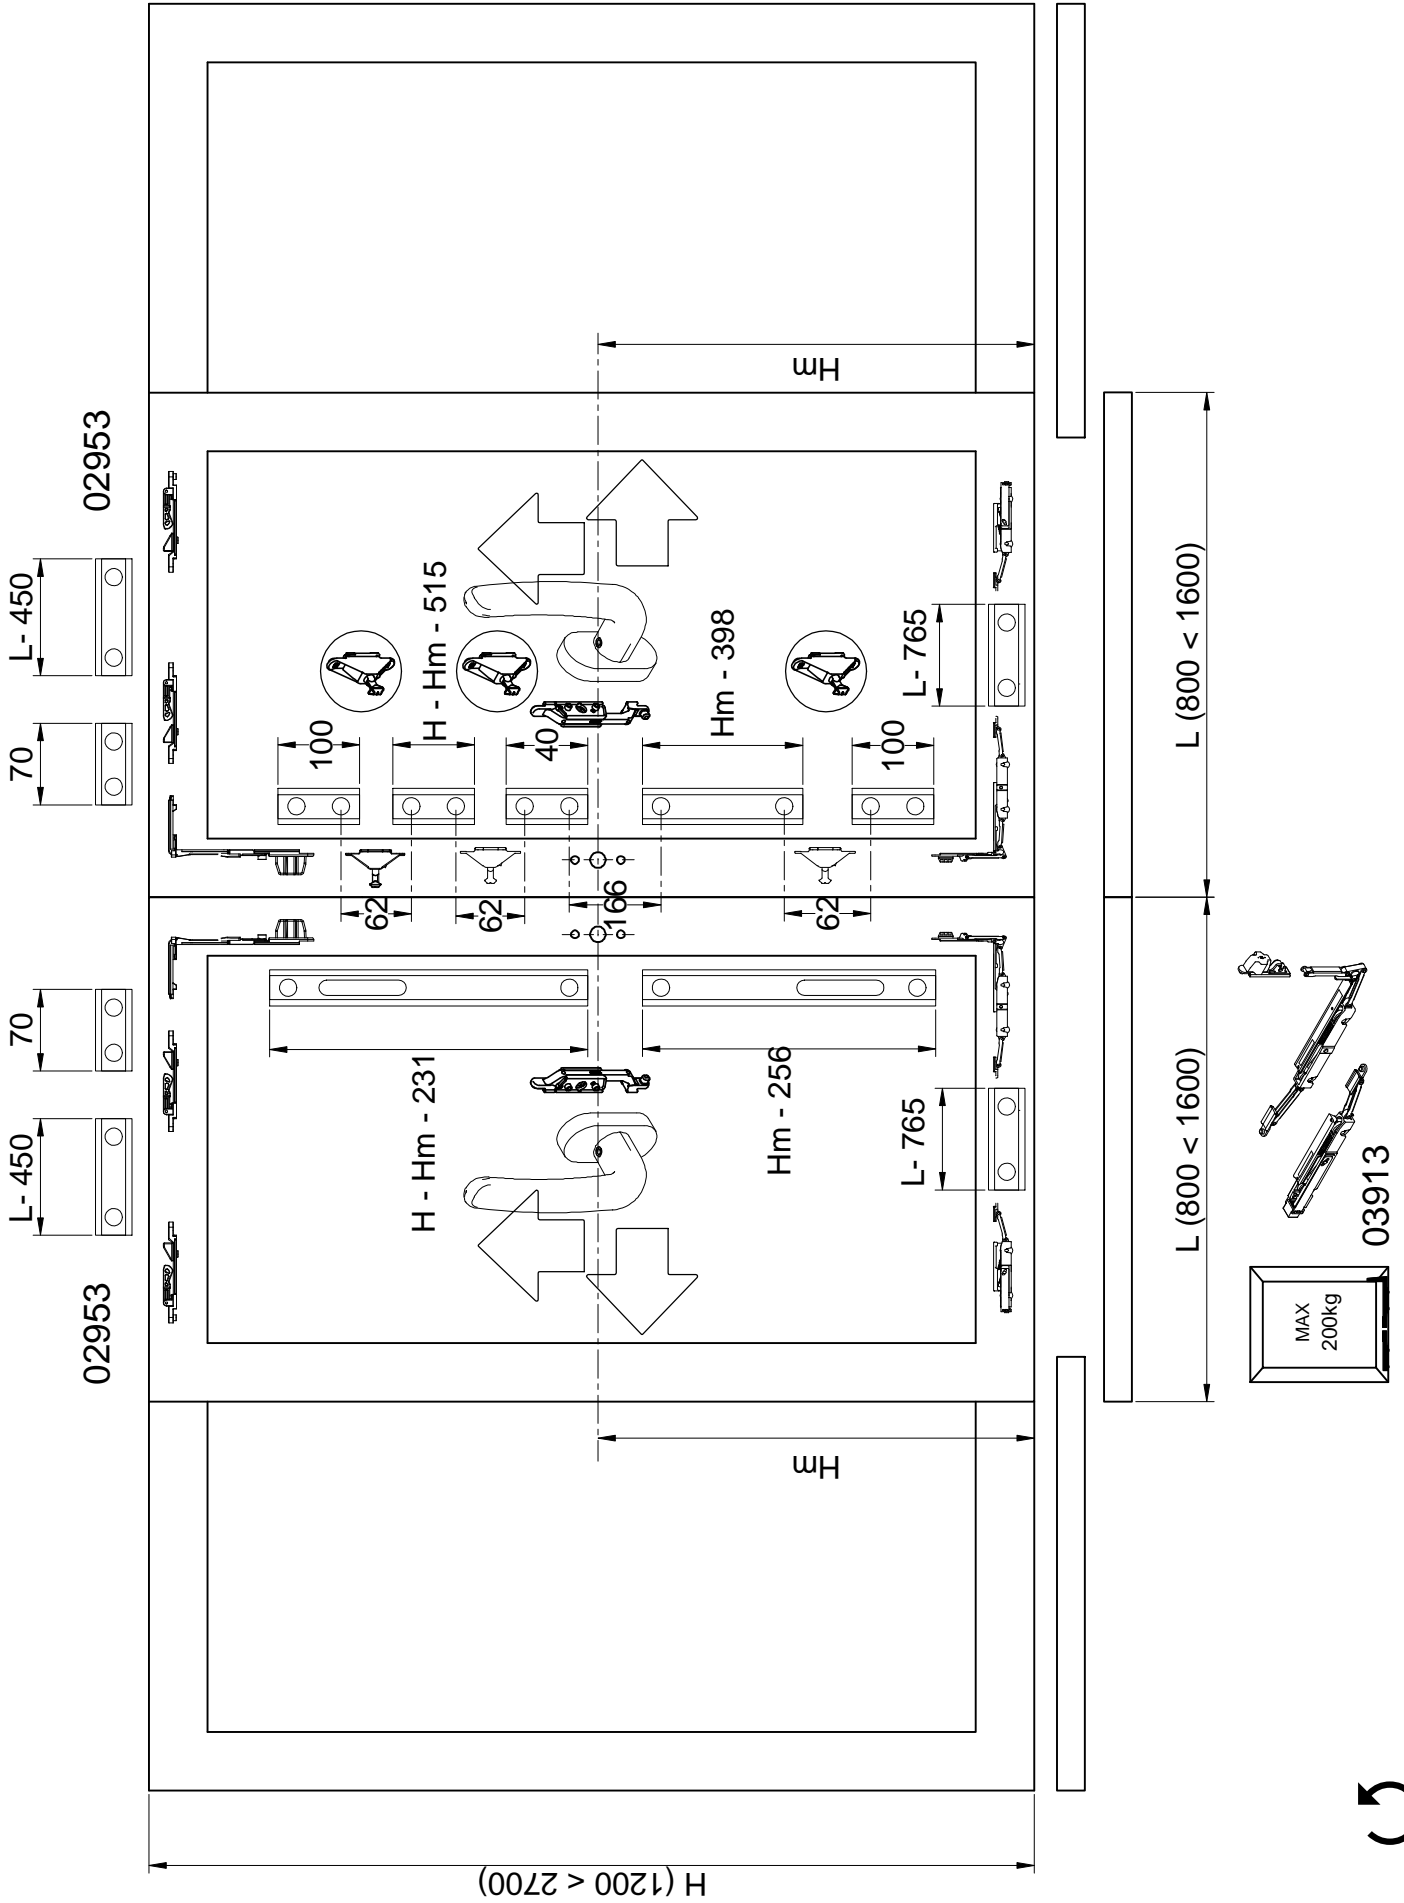 02953
L- 450
70
70
L- 450
02953
H (1200 < 2700)
Hm
H - Hm - 231
Hm - 256
L- 765
62
62
166
62
100
H - Hm - 515
40
Hm - 398
100
L- 765
Hm
L (800 < 1600)
L (800 < 1600)
MAX
200kg
03913